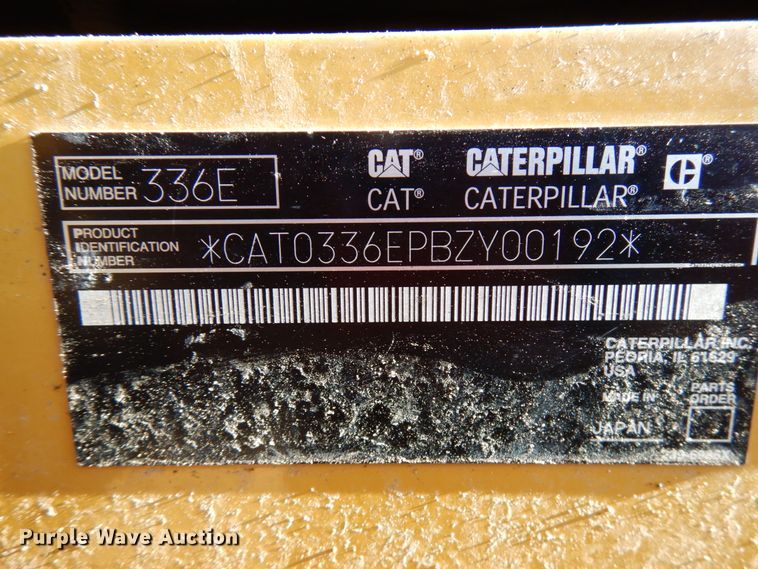 MODEL NUMBER 336E
CAT® CATERPILLAR® C®
CAT® CATERPILLAR®
PRODUCT IDENTIFICATION NUMBER *CAT0336EPBZY00192*
CATERPILLAR INC.
PEORIA, IL 61629
USA
MADE IN
PARTS ORDER
JAPAN
Purple Wave Auction